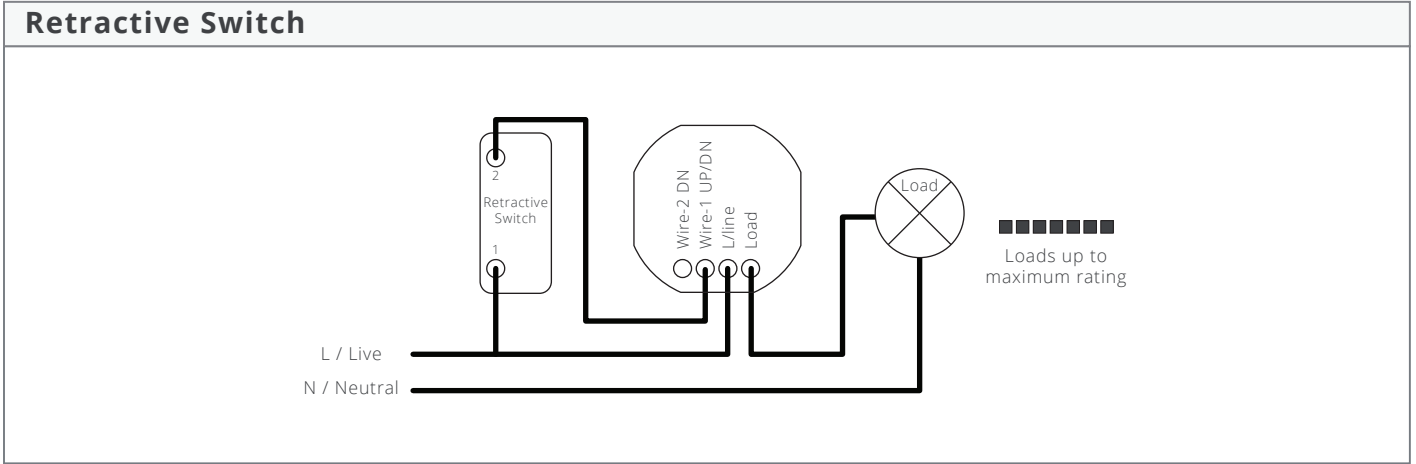 Retractive Switch
2
Retractive
Switch
1
Wire-2 DN
Wire-1 UP/DN
L/line
Load
Load
Loads up to
maximum rating
L / Live
N / Neutral